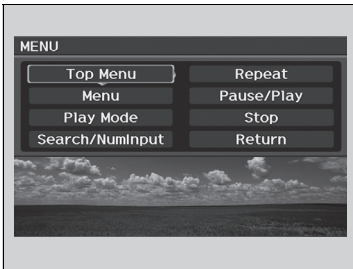 MENU
Top Menu
Repeat
Menu
Pause/Play
Play Mode
Stop
Search/NumInput
Return